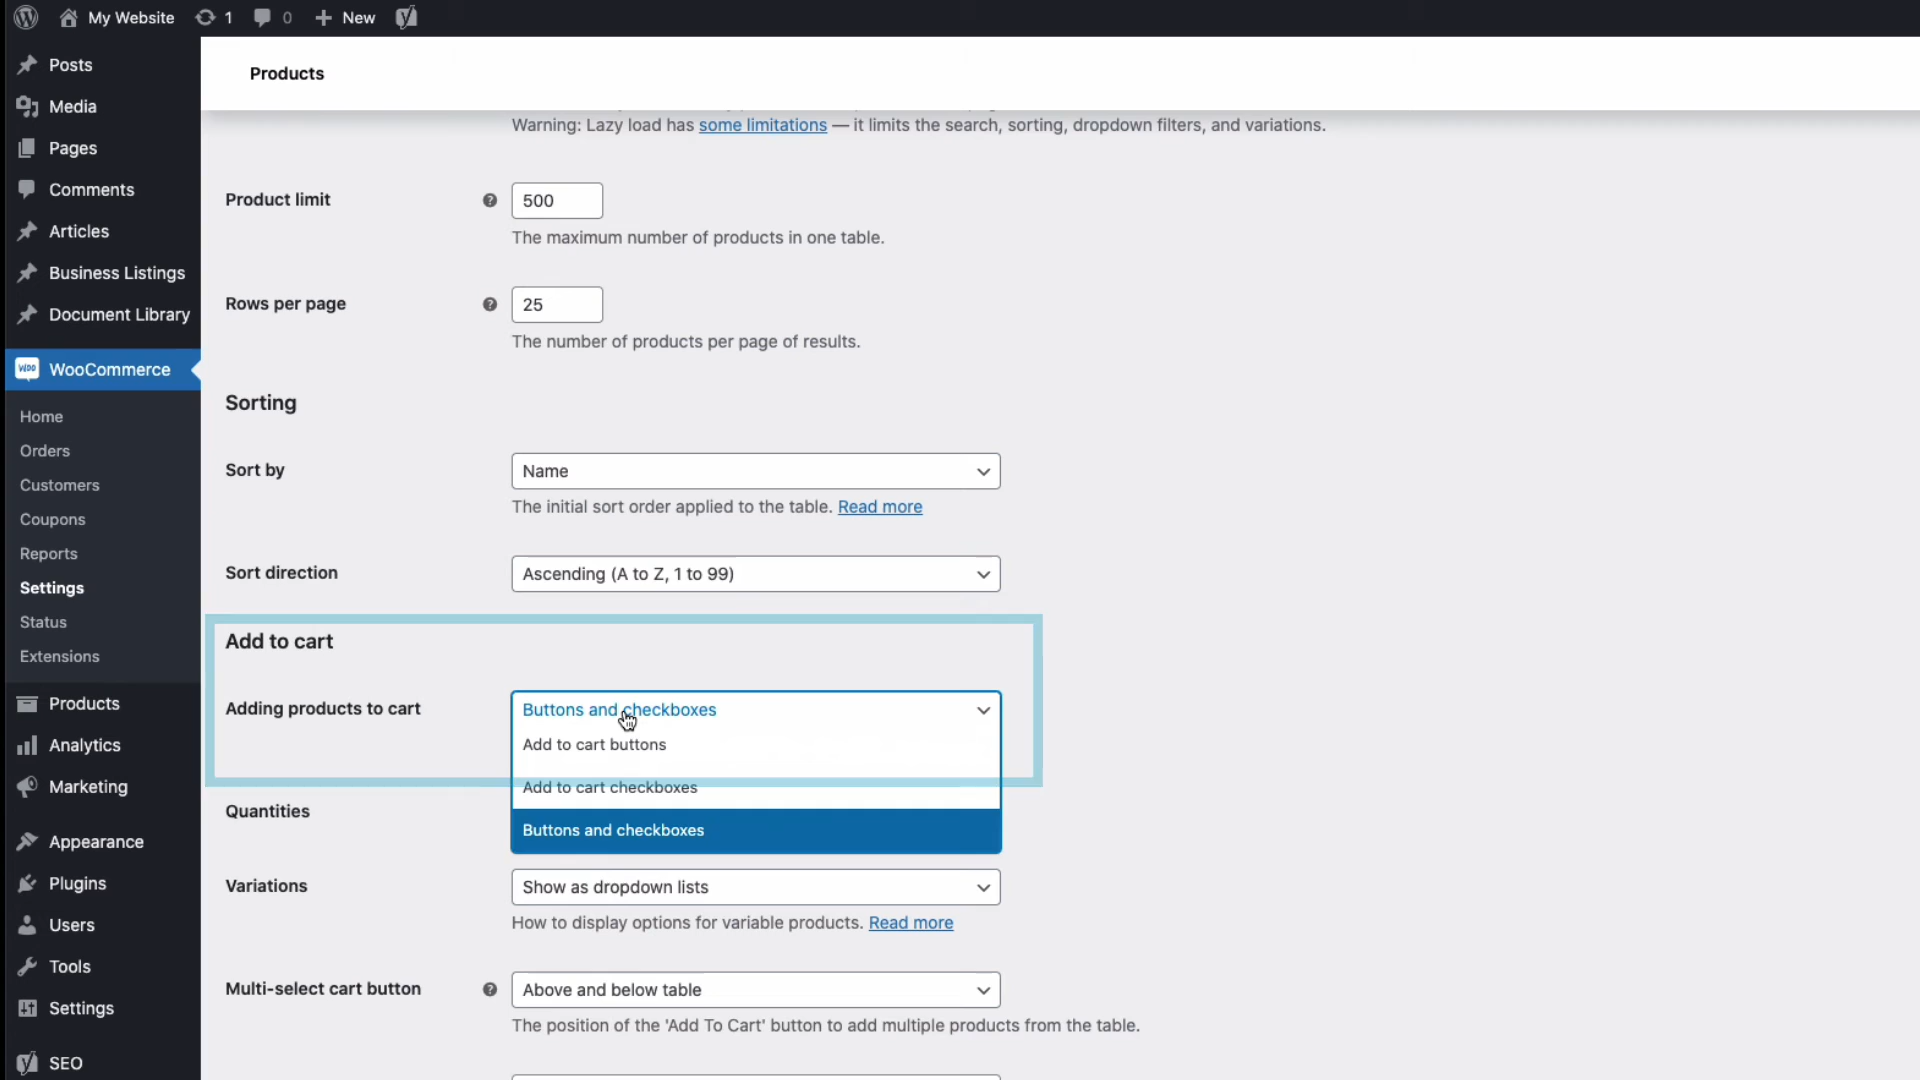 My Website
1
0
New
Posts
Media
Pages
Comments
Articles
Business Listings
Document Library
WooCommerce
Home
Orders
Customers
Coupons
Reports
Settings
Status
Extensions
Products
Analytics
Marketing
Appearance
Plugins
Users
Tools
Settings
SEO
Products
Warning: Lazy load has some limitations — it limits the search, sorting, dropdown filters, and variations.
Product limit
500
The maximum number of products in one table.
Rows per page
25
The number of products per page of results.
Sorting
Sort by
Name
The initial sort order applied to the table. Read more
Sort direction
Ascending (A to Z, 1 to 99)
Add to cart
Adding products to cart
Buttons and checkboxes
Add to cart buttons
Add to cart checkboxes
Buttons and checkboxes
Quantities
Variations
Show as dropdown lists
How to display options for variable products. Read more
Multi-select cart button
Above and below table
The position of the 'Add To Cart' button to add multiple products from the table.